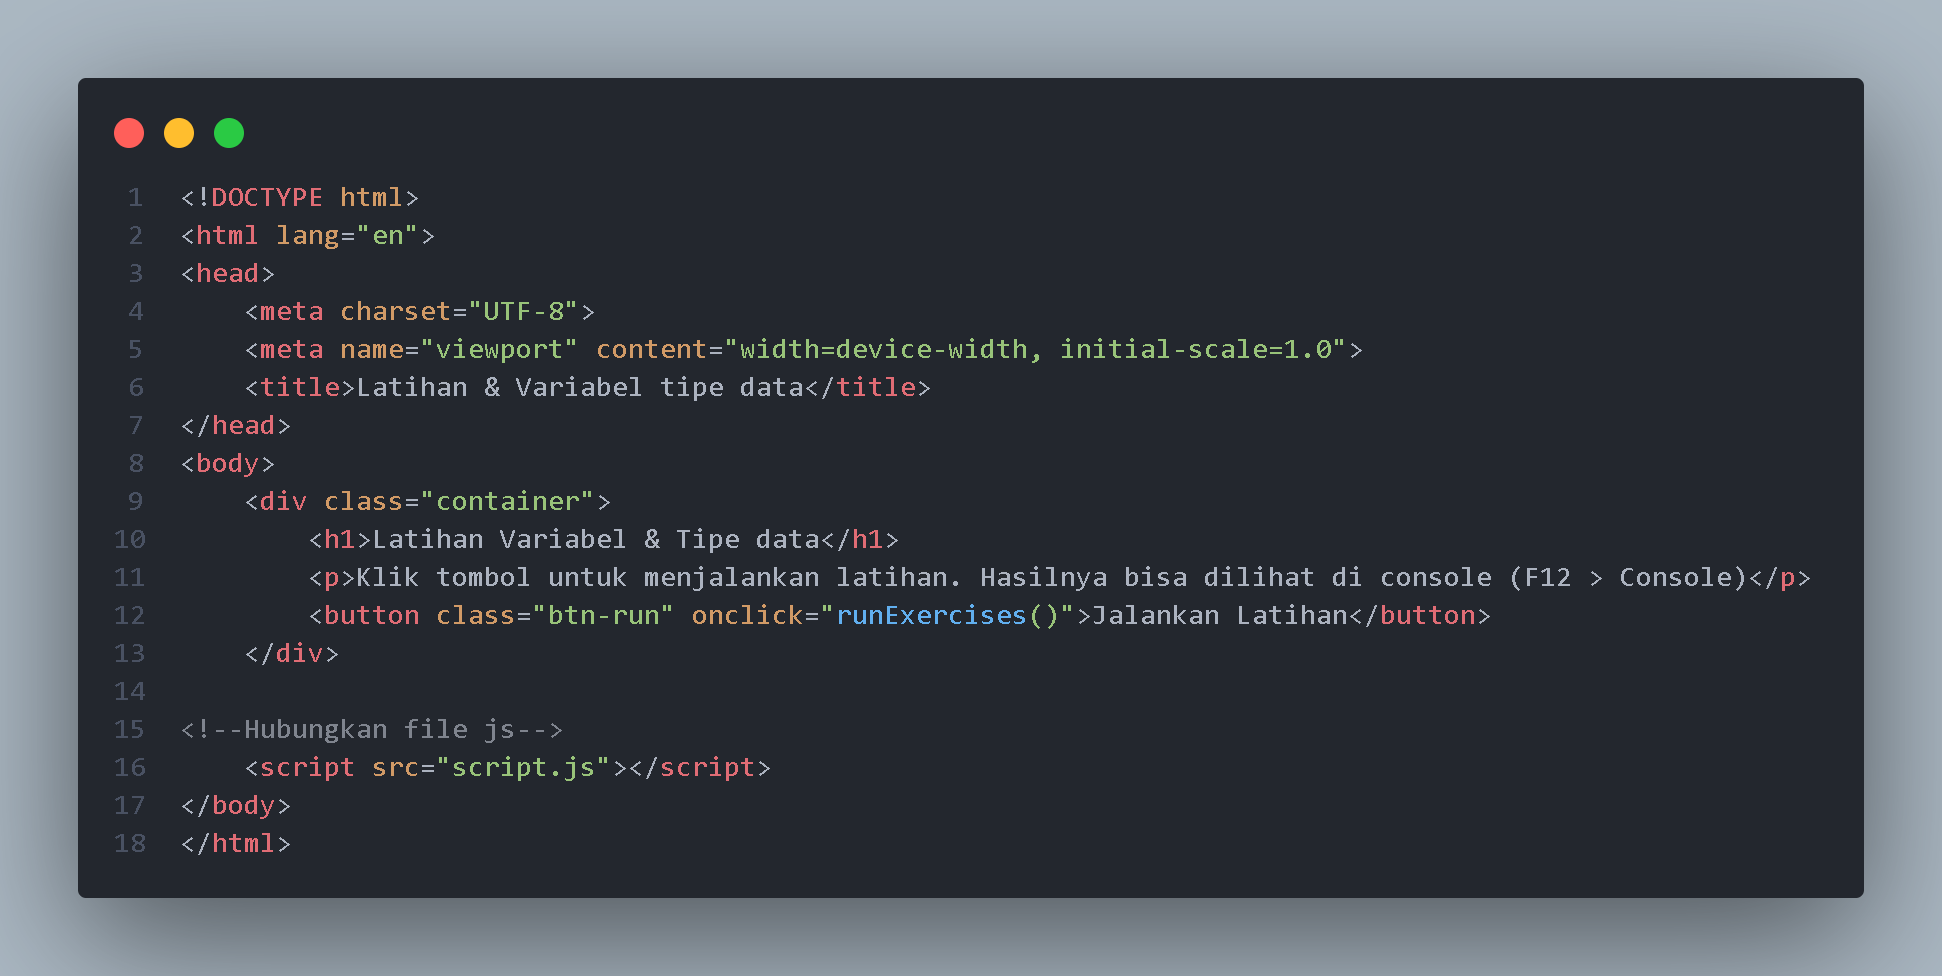 1 <!DOCTYPE html>
2 <html lang="en">
3 <head>
4     <meta charset="UTF-8">
5     <meta name="viewport" content="width=device-width, initial-scale=1.0">
6     <title>Latihan & Variabel tipe data</title>
7 </head>
8 <body>
9     <div class="container">
10         <h1>Latihan Variabel & Tipe data</h1>
11         <p>Klik tombol untuk menjalankan latihan. Hasilnya bisa dilihat di console (F12 > Console)</p>
12         <button class="btn-run" onclick="runExercises()">Jalankan Latihan</button>
13     </div>
14
15 <!--Hubungkan file js-->
16     <script src="script.js"></script>
17 </body>
18 </html>